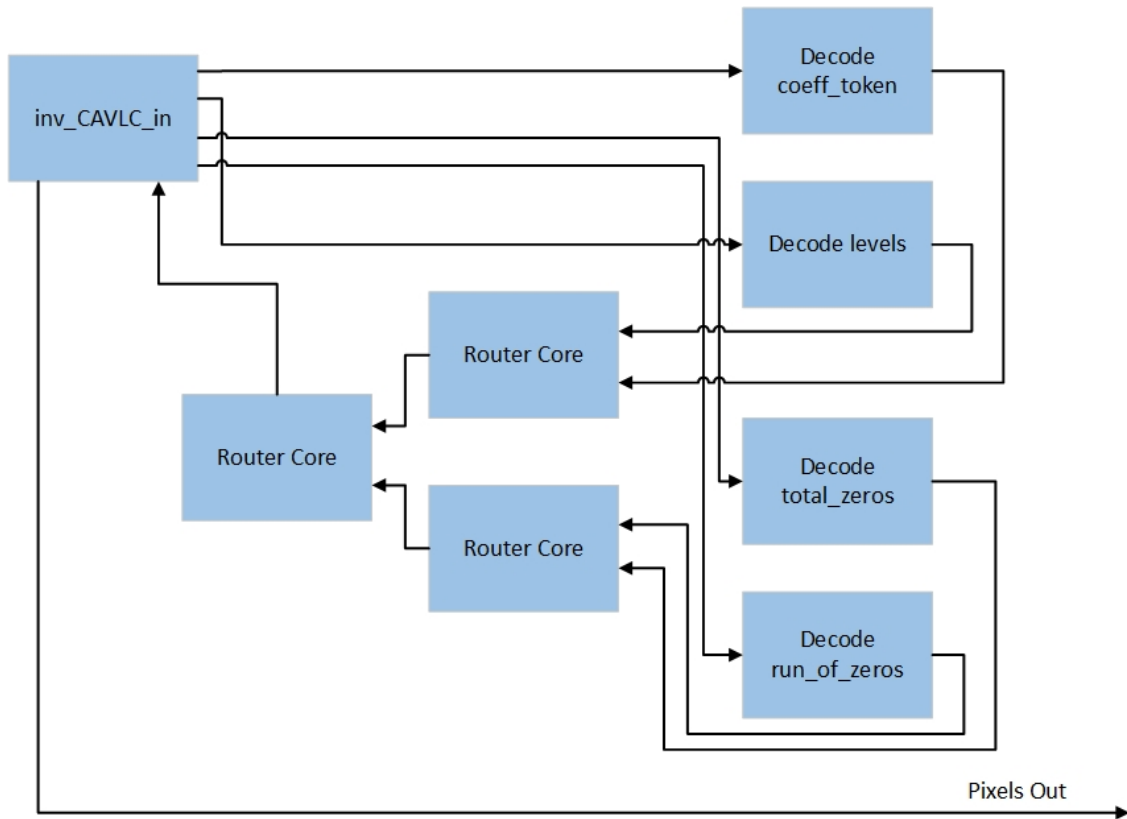 Decode
coeff_token
inv_CAVLC_in
Decode levels
Router Core
Router Core
Decode
total_zeros
Router Core
Decode
run_of_zeros
Pixels Out